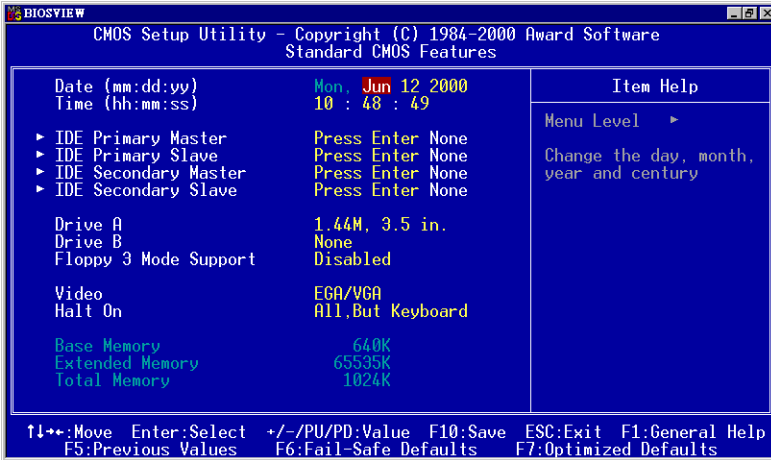 BIOSVIEW
CMOS Setup Utility - Copyright (C) 1984-2000 Award Software
Standard CMOS Features
Date (mm:dd:yy) Mon, Jun 12 2000
Time (hh:mm:ss) 10 : 48 : 49
▸ IDE Primary Master Press Enter None
▸ IDE Primary Slave Press Enter None
▸ IDE Secondary Master Press Enter None
▸ IDE Secondary Slave Press Enter None
Drive A 1.44M, 3.5 in.
Drive B None
Floppy 3 Mode Support Disabled
Video EGA/VGA
Halt On All,But Keyboard
Base Memory 640K
Extended Memory 65535K
Total Memory 1024K
Item Help
Menu Level ▸
Change the day, month,
year and century
↑↓→←:Move Enter:Select +/-/PU/PD:Value F10:Save ESC:Exit F1:General Help
F5:Previous Values F6:Fail-Safe Defaults F7:Optimized Defaults